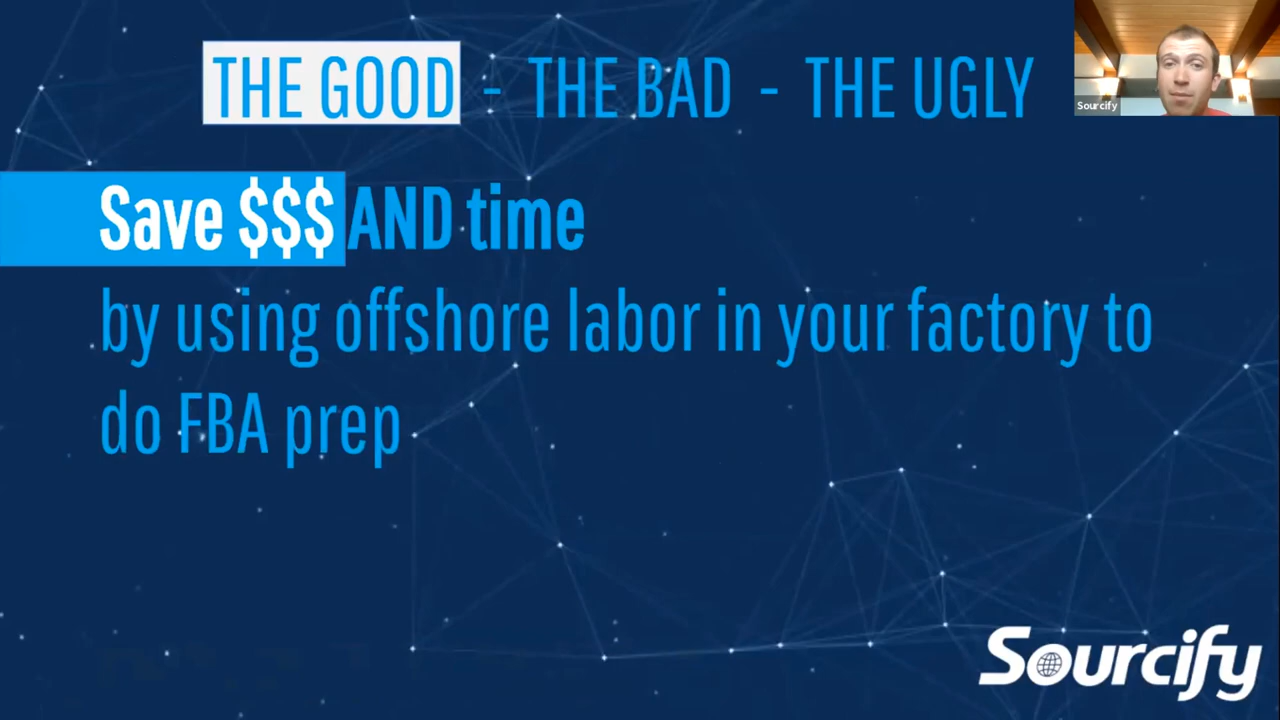 THE GOOD - THE BAD - THE UGLY
Sourcify
Save $$$ AND time
by using offshore labor in your factory to
do FBA prep
Sourcify